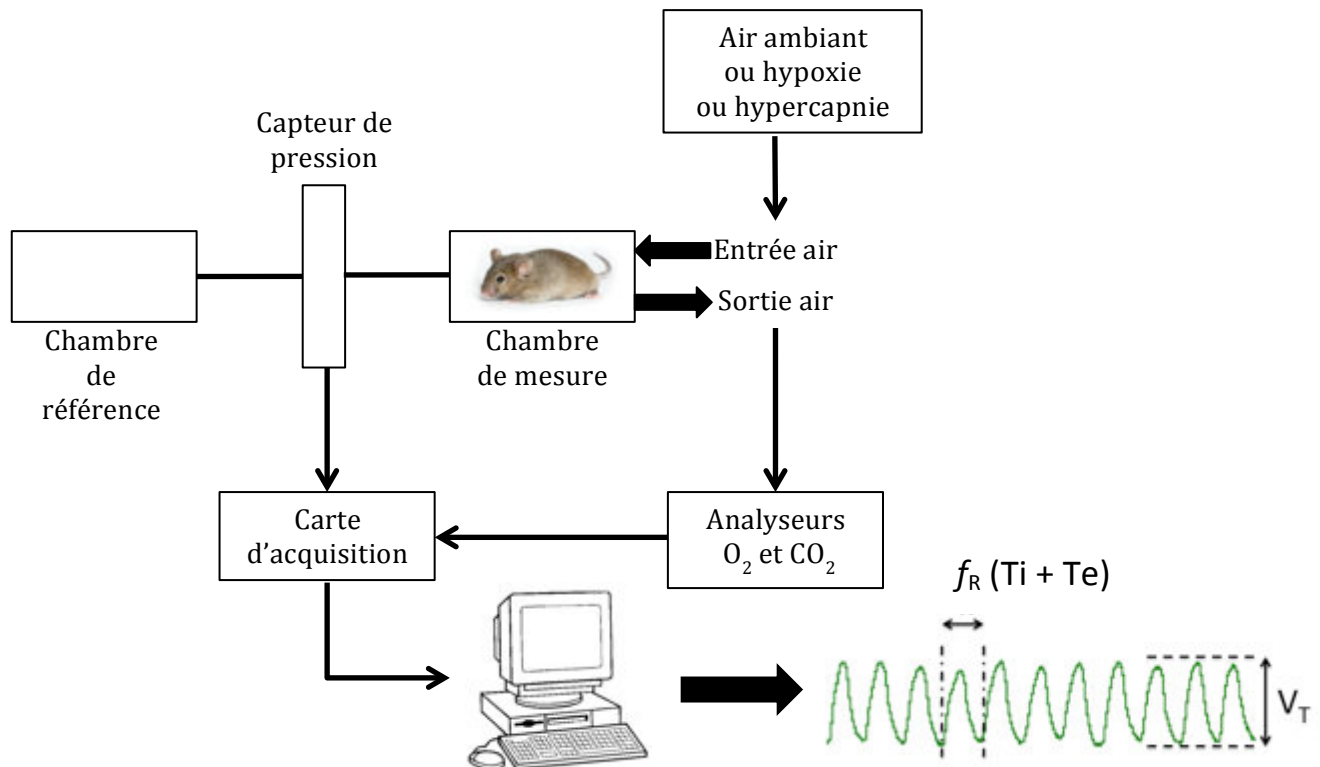 Air ambiant
ou hypoxie
ou hypercapnie
Capteur de
pression
Entrée air
Sortie air
Chambre
de
référence
Chambre
de mesure
Carte
d’acquisition
Analyseurs
O₂ et CO₂
fR (Ti + Te)
VT